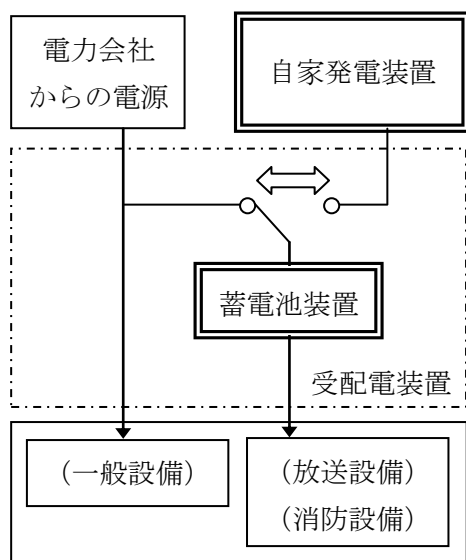 電力会社
からの電源
自家発電装置
蓄電池装置
受配電装置
（一般設備）
（放送設備）
（消防設備）